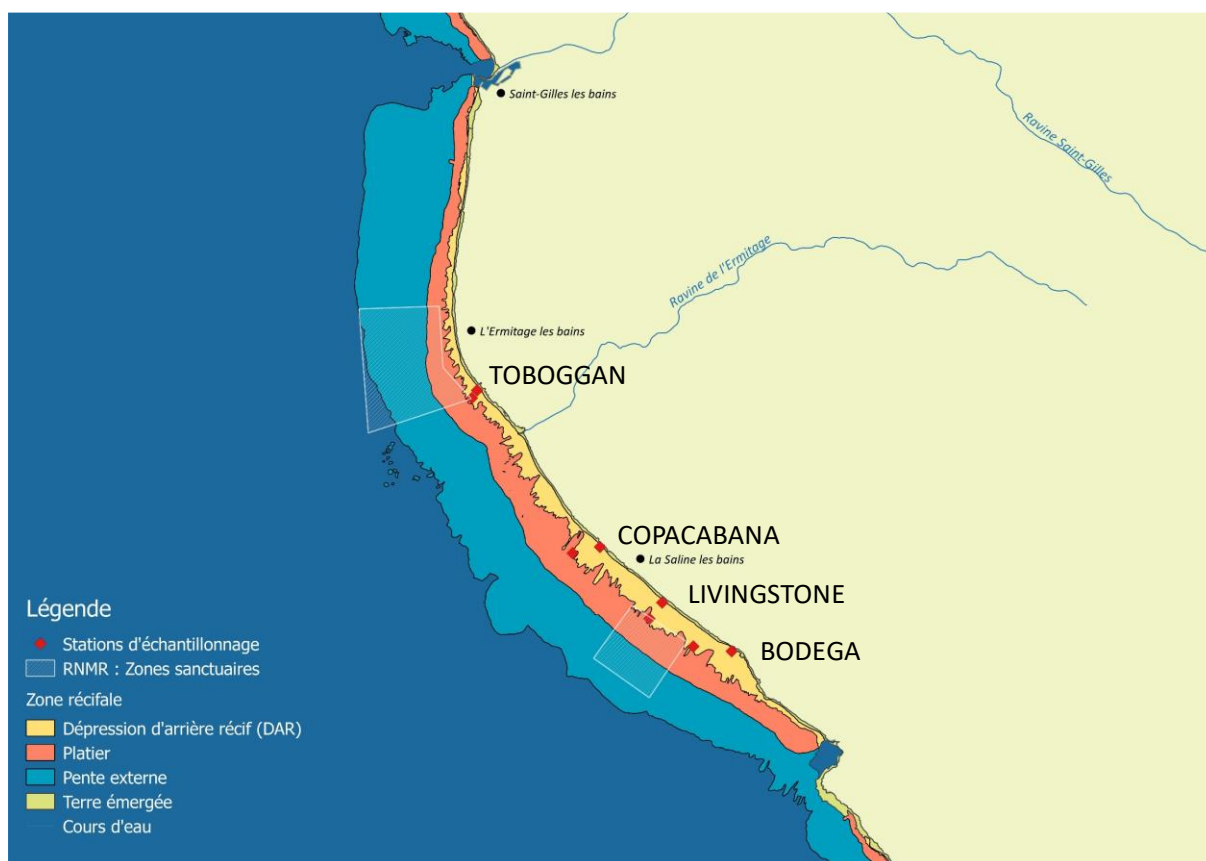 Saint-Gilles les bains
Ravine Saint-Gilles
Ravine de l'Ermitage
L'Ermitage les bains
TOBOGGAN
COPACABANA
La Saline les bains
LIVINGSTONE
BODEGA
Légende
Stations d'échantillonnage
RNMR : Zones sanctuaires
Zone récifale
Dépression d'arrière récif (DAR)
Platier
Pente externe
Terre émergée
Cours d'eau